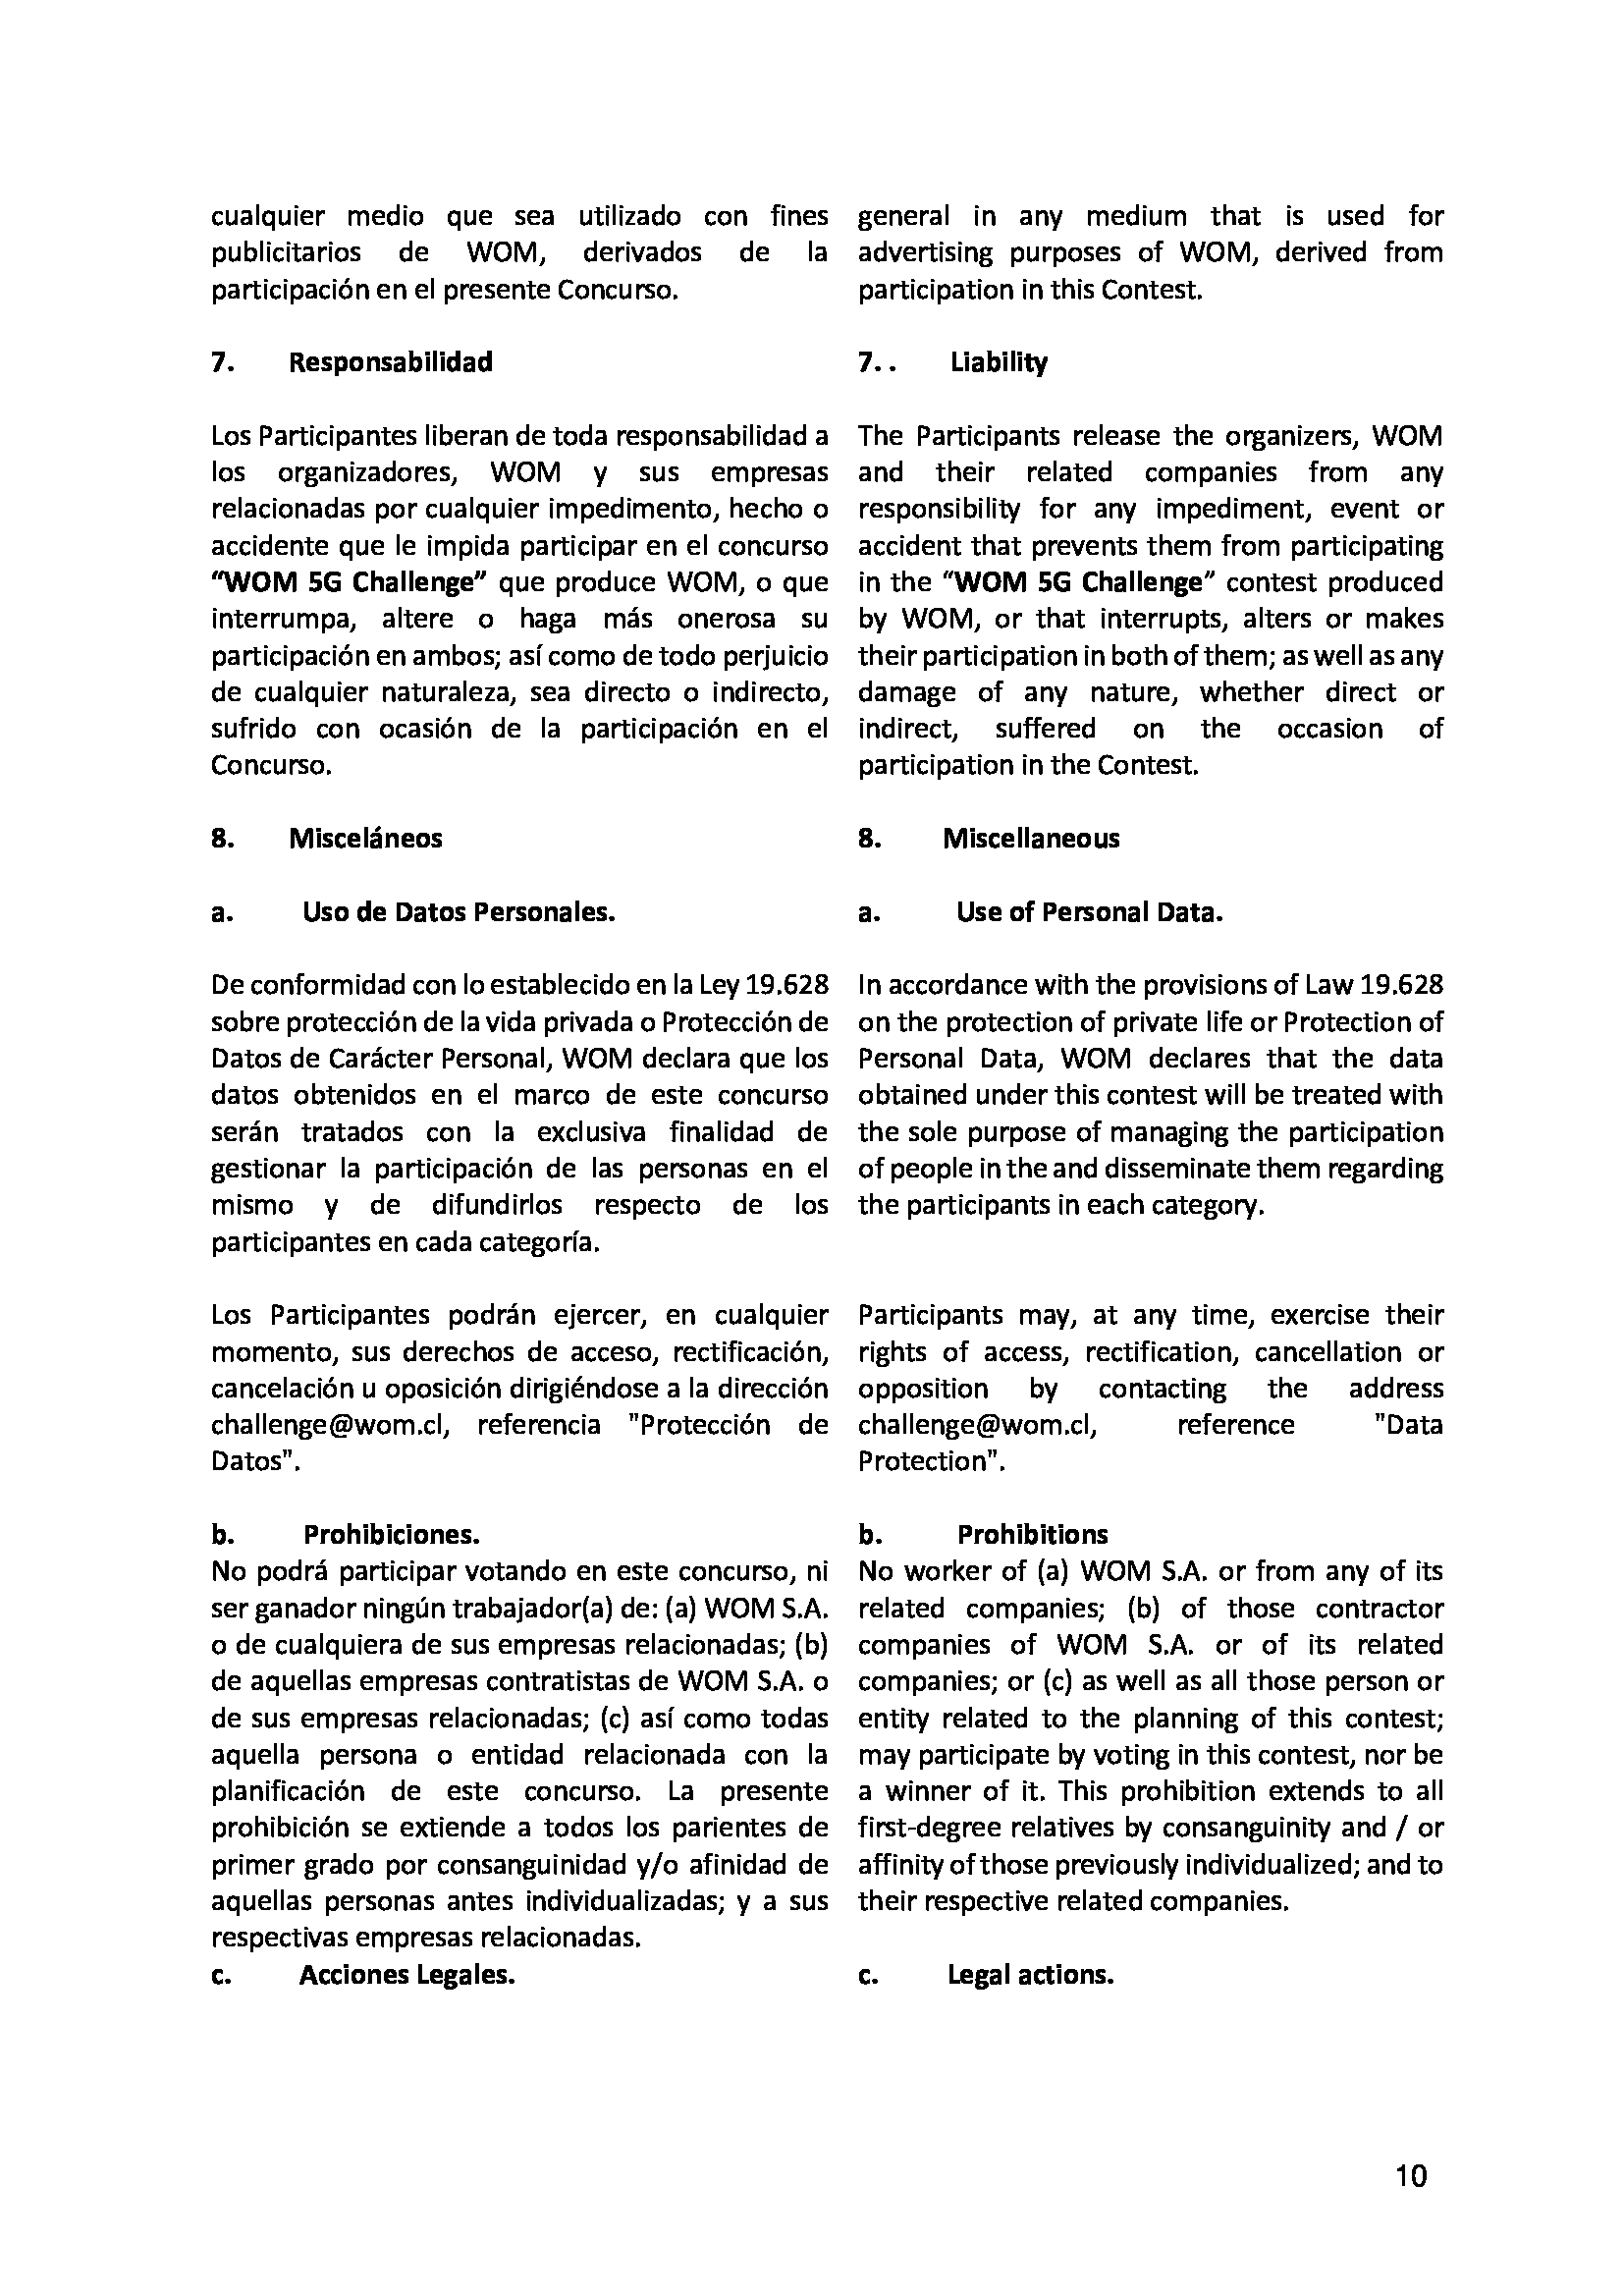 cualquier medio que sea utilizado con fines
publicitarios de WOM, derivados de la
participación en el presente Concurso.
7. Responsabilidad
Los Participantes liberan de toda responsabilidad a
los organizadores, WOM y sus empresas
relacionadas por cualquier impedimento, hecho o
accidente que le impida participar en el concurso
“WOM 5G Challenge” que produce WOM, o que
interrumpa, altere o haga más onerosa su
participación en ambos; así como de todo perjuicio
de cualquier naturaleza, sea directo o indirecto,
sufrido con ocasión de la participación en el
Concurso.
8. Misceláneos
a. Uso de Datos Personales.
De conformidad con lo establecido en la Ley 19.628
sobre protección de la vida privada o Protección de
Datos de Carácter Personal, WOM declara que los
datos obtenidos en el marco de este concurso
serán tratados con la exclusiva finalidad de
gestionar la participación de las personas en el
mismo y de difundirlos respecto de los
participantes en cada categoría.
Los Participantes podrán ejercer, en cualquier
momento, sus derechos de acceso, rectificación,
cancelación u oposición dirigiéndose a la dirección
challenge@wom.cl, referencia "Protección de
Datos".
b. Prohibiciones.
No podrá participar votando en este concurso, ni
ser ganador ningún trabajador(a) de: (a) WOM S.A.
o de cualquiera de sus empresas relacionadas; (b)
de aquellas empresas contratistas de WOM S.A. o
de sus empresas relacionadas; (c) así como todas
aquella persona o entidad relacionada con la
planificación de este concurso. La presente
prohibición se extiende a todos los parientes de
primer grado por consanguinidad y/o afinidad de
aquellas personas antes individualizadas; y a sus
respectivas empresas relacionadas.
c. Acciones Legales.
general in any medium that is used for
advertising purposes of WOM, derived from
participation in this Contest.
7. . Liability
The Participants release the organizers, WOM
and their related companies from any
responsibility for any impediment, event or
accident that prevents them from participating
in the “WOM 5G Challenge” contest produced
by WOM, or that interrupts, alters or makes
their participation in both of them; as well as any
damage of any nature, whether direct or
indirect, suffered on the occasion of
participation in the Contest.
8. Miscellaneous
a. Use of Personal Data.
In accordance with the provisions of Law 19.628
on the protection of private life or Protection of
Personal Data, WOM declares that the data
obtained under this contest will be treated with
the sole purpose of managing the participation
of people in the and disseminate them regarding
the participants in each category.
Participants may, at any time, exercise their
rights of access, rectification, cancellation or
opposition by contacting the address
challenge@wom.cl, reference "Data
Protection".
b. Prohibitions
No worker of (a) WOM S.A. or from any of its
related companies; (b) of those contractor
companies of WOM S.A. or of its related
companies; or (c) as well as all those person or
entity related to the planning of this contest;
may participate by voting in this contest, nor be
a winner of it. This prohibition extends to all
first-degree relatives by consanguinity and / or
affinity of those previously individualized; and to
their respective related companies.
c. Legal actions.
10